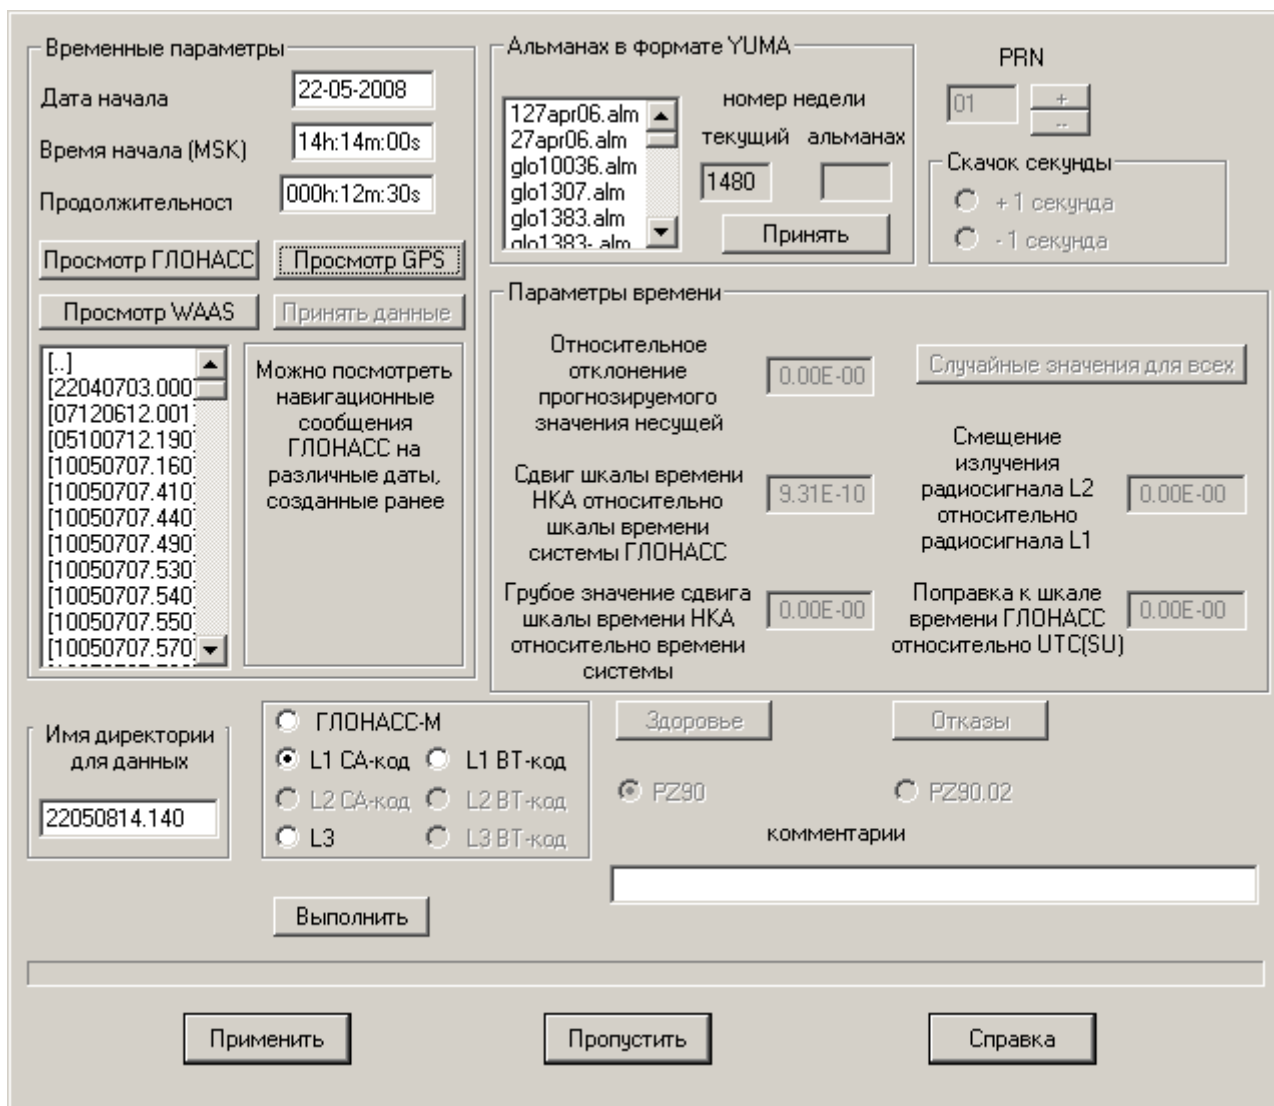 Временные параметры
Дата начала
22-05-2008
Время начала (MSK)
14h:14m:00s
Продолжительност
000h:12m:30s
Просмотр ГЛОНАСС
Просмотр GPS
Просмотр WAAS
Принять данные
[..]
[22040703.000]
[07120612.001]
[05100712.190]
[10050707.160]
[10050707.410]
[10050707.440]
[10050707.490]
[10050707.530]
[10050707.540]
[10050707.550]
[10050707.570]
Можно посмотреть
навигационные
сообщения
ГЛОНАСС на
различные даты,
созданные ранее
Альманах в формате YUMA
127apr06.alm
27apr06.alm
glo10036.alm
glo1307.alm
glo1383.alm
glo1383-.alm
номер недели
текущий альманах
1480
Принять
PRN
01
+
--
Скачок секунды
+ 1 секунда
- 1 секунда
Параметры времени
Относительное
отклонение
прогнозируемого
значения несущей
0.00E-00
Случайные значения для всех
Сдвиг шкалы времени
НКА относительно
шкалы времени
системы ГЛОНАСС
9.31E-10
Смещение
излучения
радиосигнала L2
относительно
радиосигнала L1
0.00E-00
Грубое значение сдвига
шкалы времени НКА
относительно времени
системы
0.00E-00
Поправка к шкале
времени ГЛОНАСС
относительно UTC(SU)
0.00E-00
Имя директории
для данных
22050814.140
ГЛОНАСС-М
L1 СА-код L1 ВТ-код
L2 СА-код L2 ВТ-код
L3 L3 ВТ-код
Здоровье
Отказы
PZ90
PZ90.02
комментарии
Выполнить
Применить
Пропустить
Справка